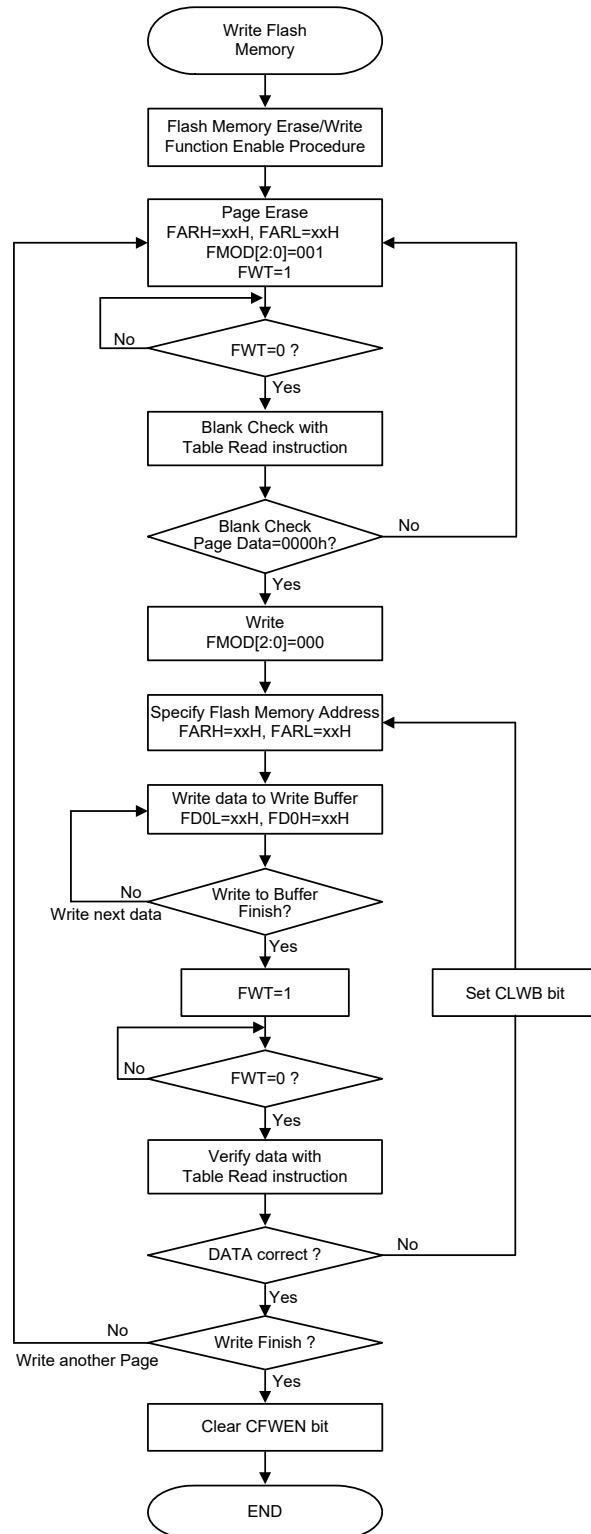 Write Flash
Memory
Flash Memory Erase/Write
Function Enable Procedure
Page Erase
FARH=xxH, FARL=xxH
FMOD[2:0]=001
FWT=1
No
FWT=0 ?
Yes
Blank Check with
Table Read instruction
Blank Check
Page Data=0000h?
No
Yes
Write
FMOD[2:0]=000
Specify Flash Memory Address
FARH=xxH, FARL=xxH
Write data to Write Buffer
FD0L=xxH, FD0H=xxH
No
Write next data
Write to Buffer
Finish?
Yes
FWT=1
Set CLWB bit
No
FWT=0 ?
Yes
Verify data with
Table Read instruction
DATA correct ?
No
Yes
No
Write another Page
Write Finish ?
Yes
Clear CFWEN bit
END